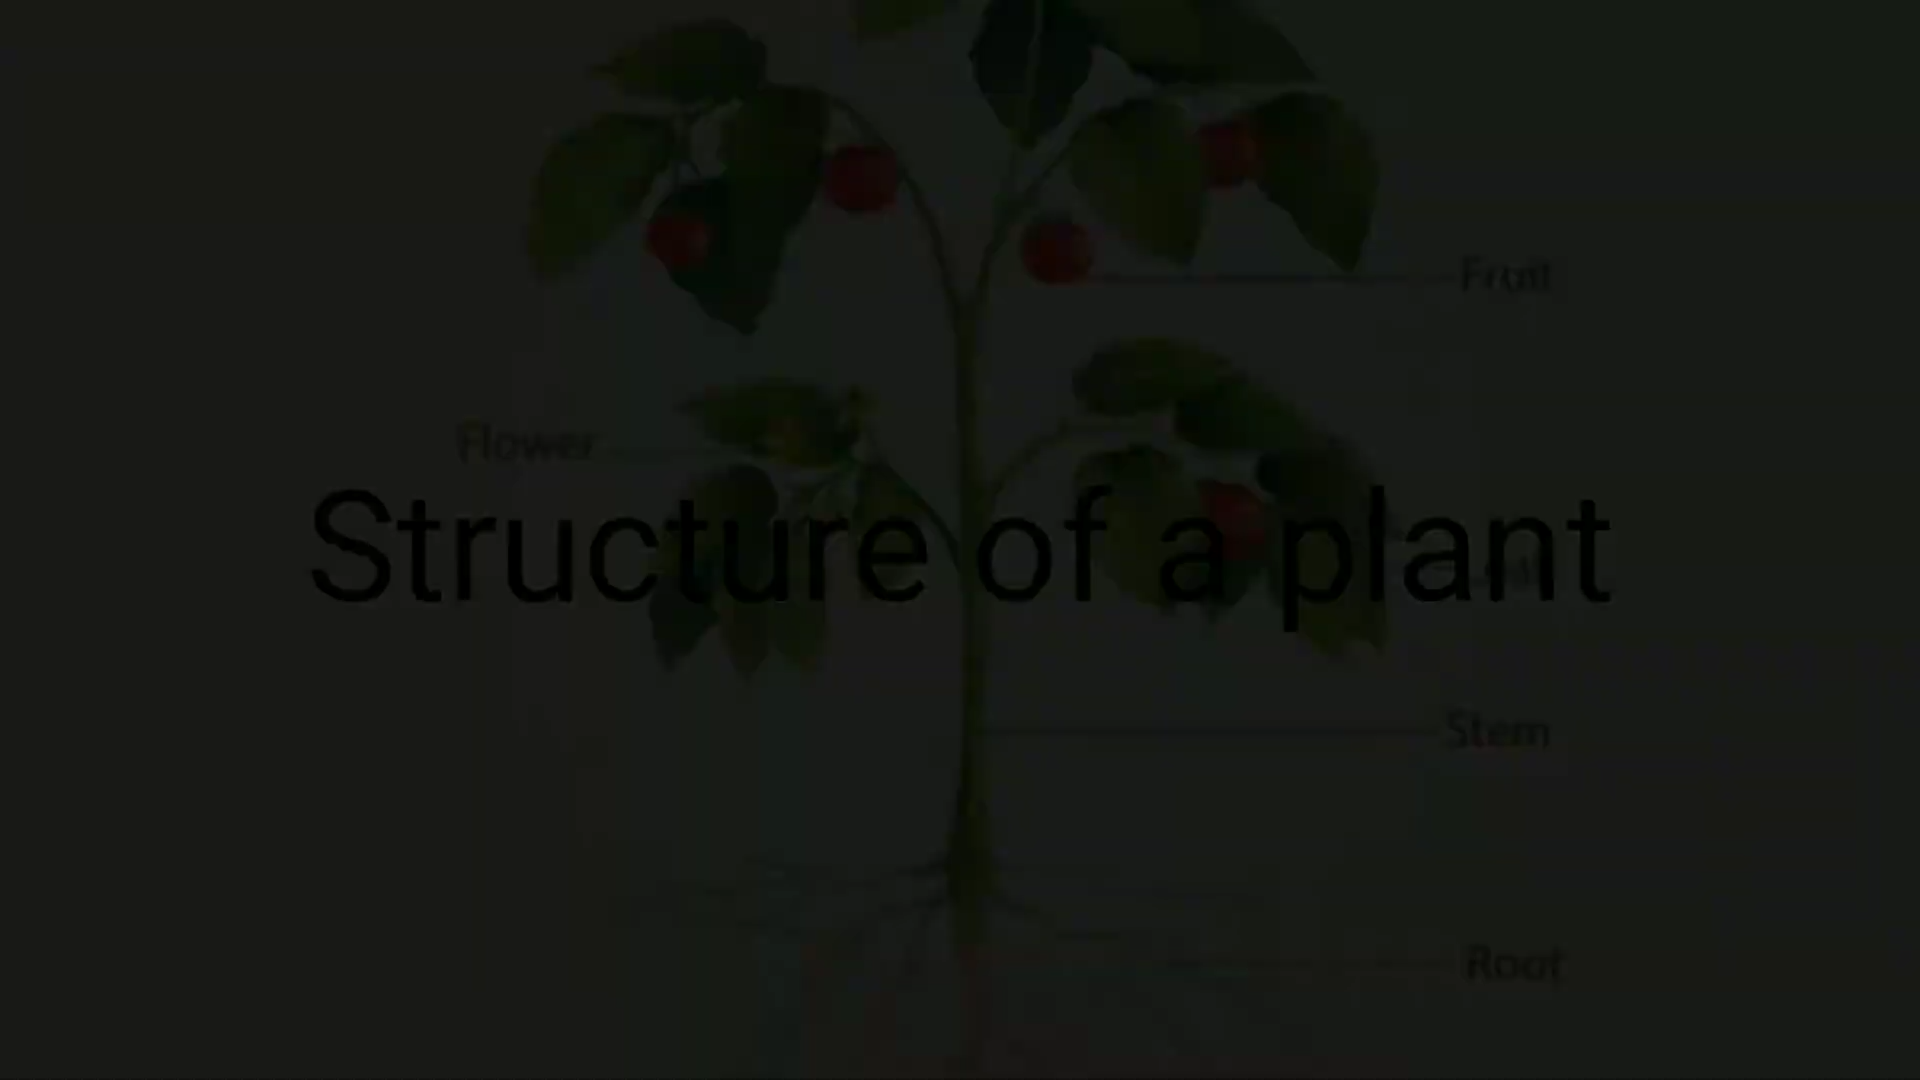 Fruit
Flower
Structure of a plant
Stem
Root